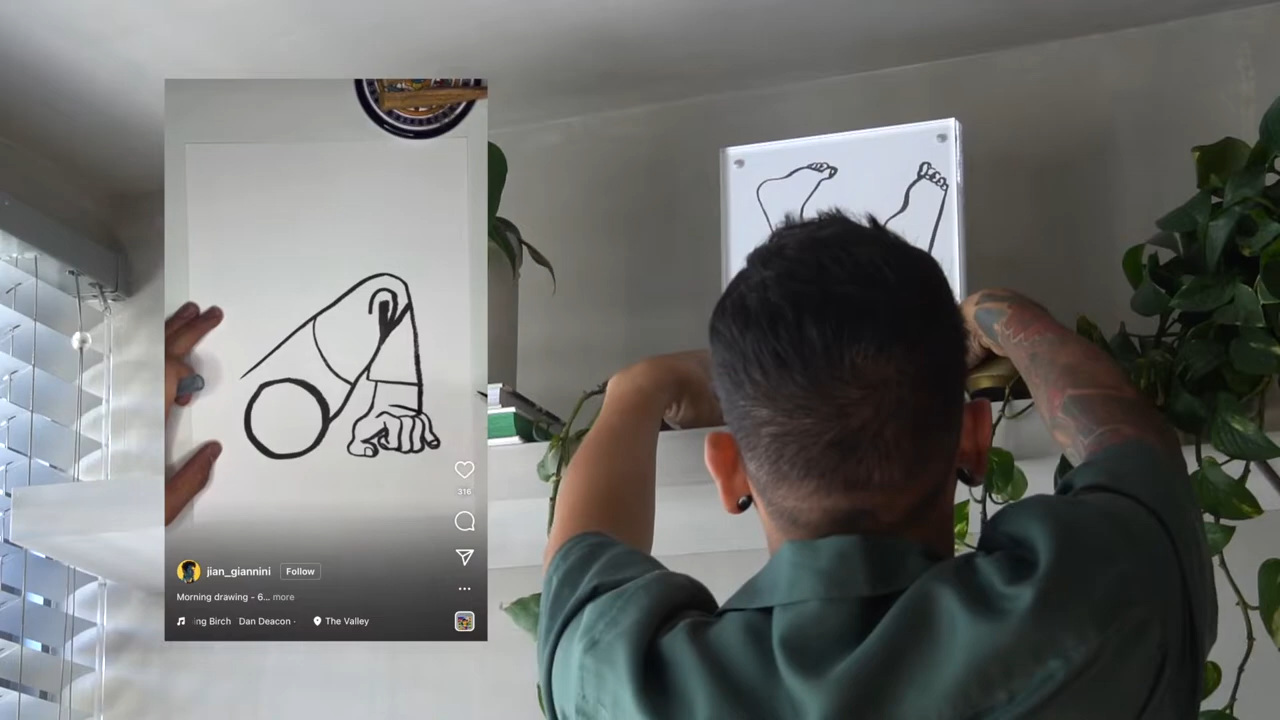 316
jian_giannini Follow
Morning drawing - 6... more
ng Birch Dan Deacon · The Valley